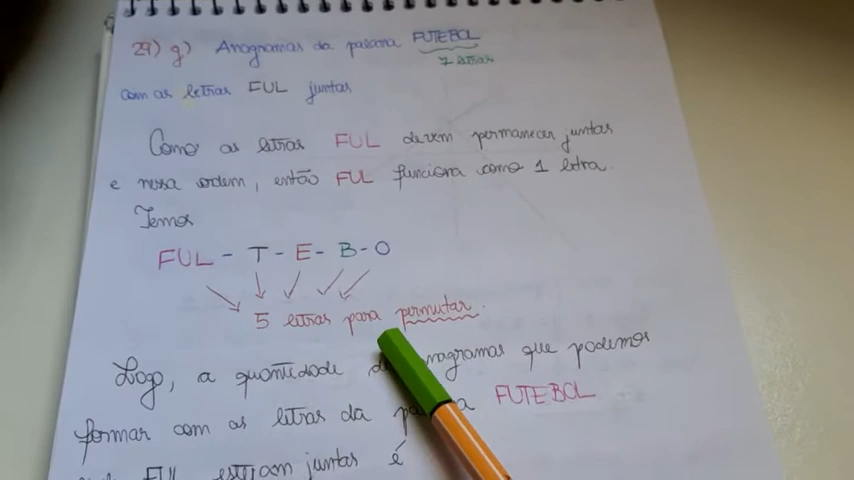 29) g) Anagramas da palavra FUTEBOL
7 letras
com as letras FUL juntas
Como as letras FUL devem permanecer juntas
e nessa ordem, então FUL funciona como 1 letra.
Temos
FUL - T - E - B - O
5 letras para permutar.
Logo, a quantidade de anagramas que podemos
formar com as letras da FUTEBOL
FUL estejam juntas é